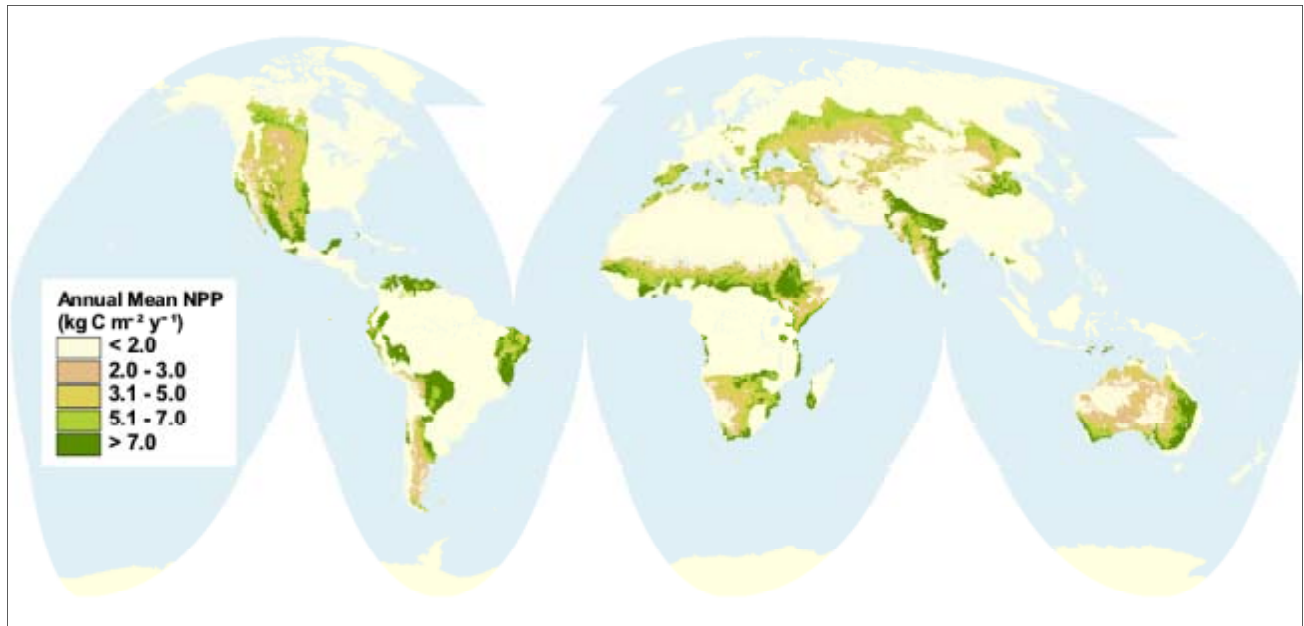 Annual Mean NPP
(kg C m⁻² y⁻¹)
< 2.0
2.0 - 3.0
3.1 - 5.0
5.1 - 7.0
> 7.0